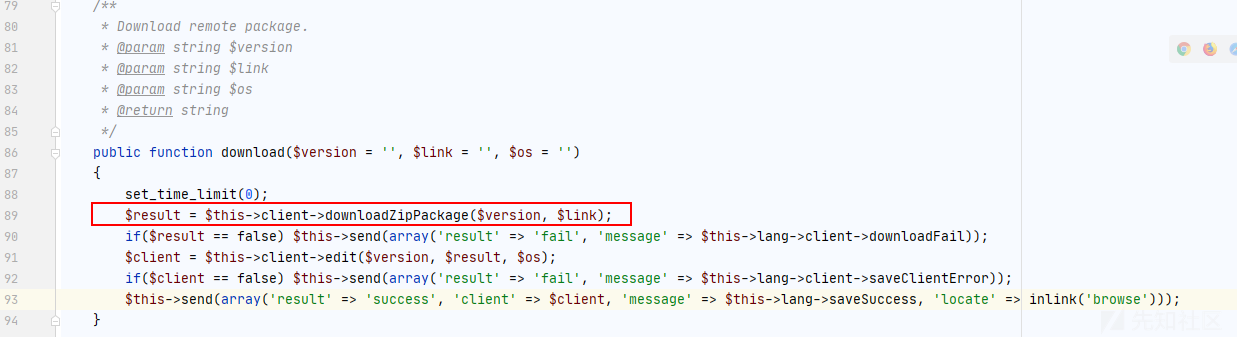 79 /**
80 * Download remote package.
81 * @param string $version
82 * @param string $link
83 * @param string $os
84 * @return string
85 */
86 public function download($version = '', $link = '', $os = '')
87 {
88 set_time_limit(0);
89 $result = $this->client->downloadZipPackage($version, $link);
90 if($result == false) $this->send(array('result' => 'fail', 'message' => $this->lang->client->downloadFail));
91 $client = $this->client->edit($version, $result, $os);
92 if($client == false) $this->send(array('result' => 'fail', 'message' => $this->lang->client->saveClientError));
93 $this->send(array('result' => 'success', 'client' => $client, 'message' => $this->lang->saveSuccess, 'locate' => inlink('browse')));
94 }
先知社区